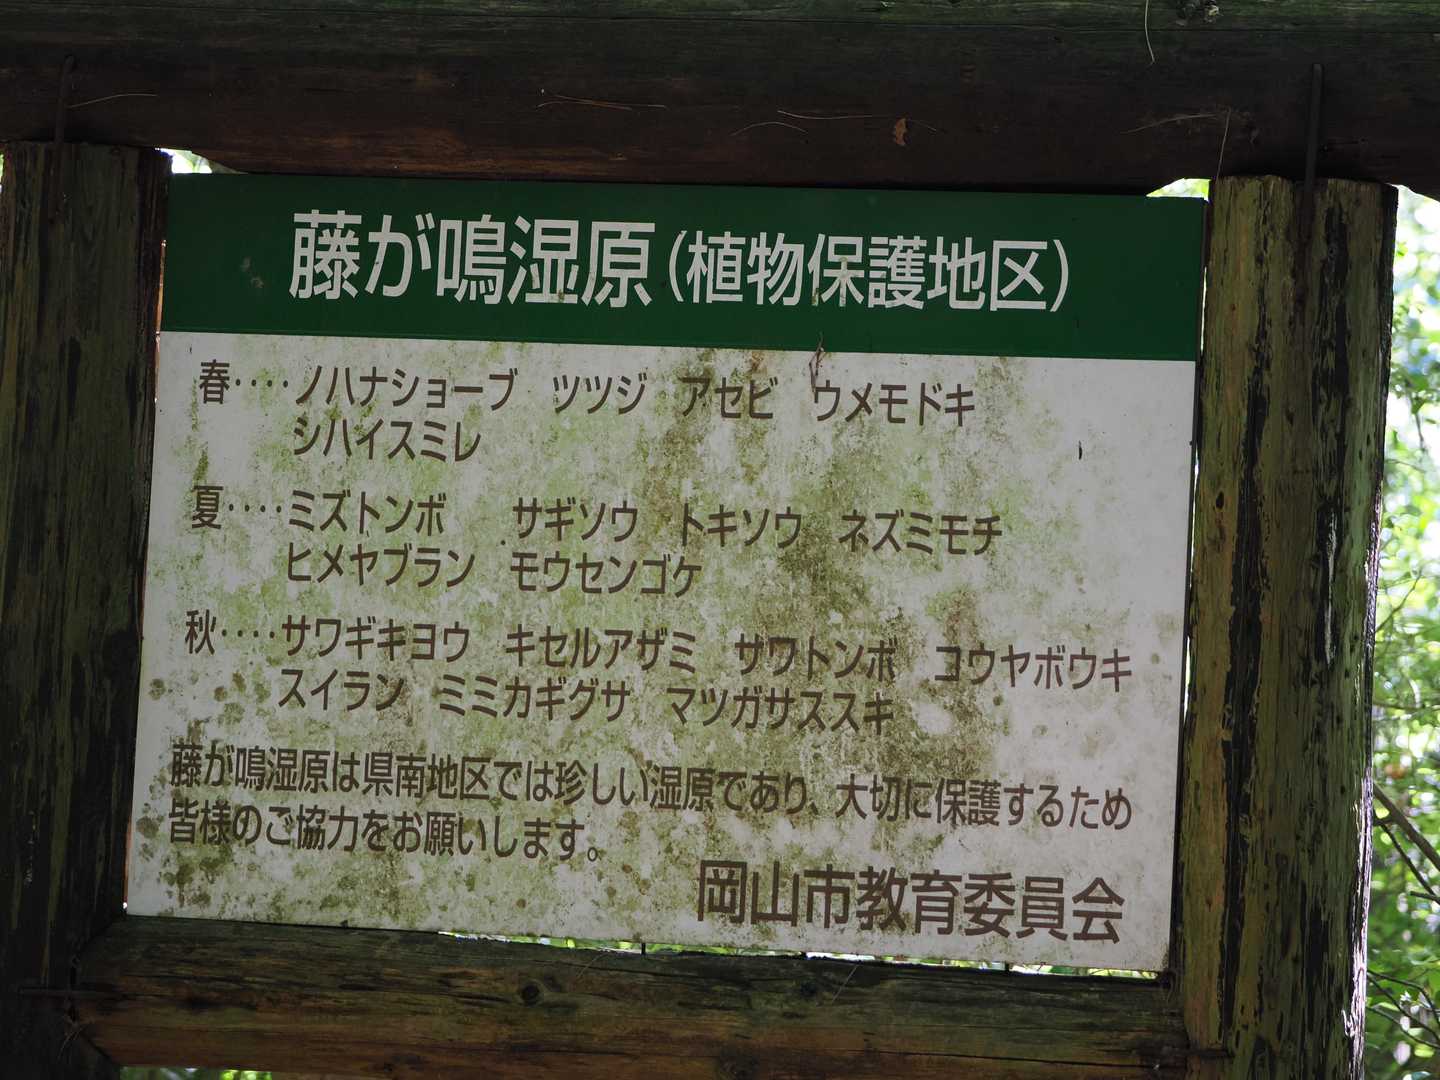 藤が鳴湿原(植物保護地区)
春‥‥ノハナショーブ　ツツジ　アセビ　ウメモドキ
シハイスミレ
夏‥‥ミズトンボ　サギソウ　トキソウ　ネズミモチ
ヒメヤブラン　モウセンゴケ
秋‥‥サワギキヨウ　キセルアザミ　サワトンボ　コウヤボウキ
スイラン　ミミカギグサ　マツガサススキ
藤が鳴湿原は県南地区では珍しい湿原であり、大切に保護するため
皆様のご協力をお願いします。
岡山市教育委員会